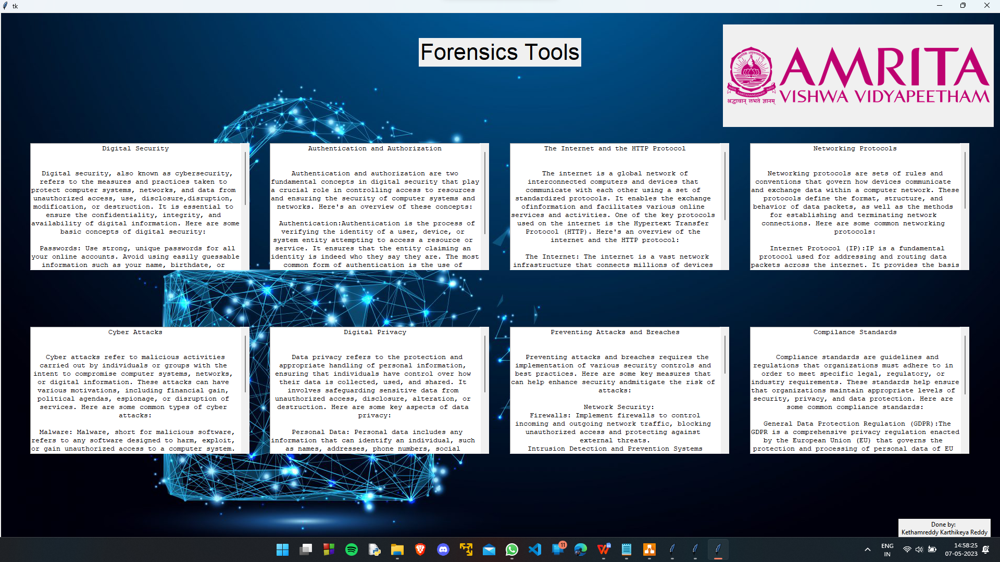 tk
Forensics Tools
AMRITA
VISHWA VIDYAPEETHAM
श्रद्धावान् लभते ज्ञानम्
Digital Security
Digital security, also known as cybersecurity,
refers to the measures and practices taken to
protect computer systems, networks, and data from
unauthorized access, use, disclosure,disruption,
modification, or destruction. It is essential to
ensure the confidentiality, integrity, and
availability of digital information. Here are some
basic concepts of digital security:
Passwords: Use strong, unique passwords for all
your online accounts. Avoid using easily guessable
information such as your name, birthdate, or
Authentication and Authorization
Authentication and authorization are two
fundamental concepts in digital security that play
a crucial role in controlling access to resources
and ensuring the security of computer systems and
networks. Here's an overview of these concepts:
Authentication:Authentication is the process of
verifying the identity of a user, device, or
system entity attempting to access a resource or
service. It ensures that the entity claiming an
identity is indeed who they say they are. The most
common form of authentication is the use of
The Internet and the HTTP Protocol
The internet is a global network of
interconnected computers and devices that
communicate with each other using a set of
standardized protocols. It enables the exchange
ofinformation and facilitates various online
services and activities. One of the key protocols
used on the internet is the Hypertext Transfer
Protocol (HTTP). Here's an overview of the
internet and the HTTP protocol:
The Internet: The internet is a vast network
infrastructure that connects millions of devices
Networking Protocols
Networking protocols are sets of rules and
conventions that govern how devices communicate
and exchange data within a computer network. These
protocols define the format, structure, and
behavior of data packets, as well as the methods
for establishing and terminating network
connections. Here are some common networking
protocols:
Internet Protocol (IP):IP is a fundamental
protocol used for addressing and routing data
packets across the internet. It provides the basis
Cyber Attacks
Cyber attacks refer to malicious activities
carried out by individuals or groups with the
intent to compromise computer systems, networks,
or digital information. These attacks can have
various motivations, including financial gain,
political agendas, espionage, or disruption of
services. Here are some common types of cyber
attacks:
Malware: Malware, short for malicious software,
refers to any software designed to harm, exploit,
or gain unauthorized access to a computer system.
Digital Privacy
Data privacy refers to the protection and
appropriate handling of personal information,
ensuring that individuals have control over how
their data is collected, used, and shared. It
involves safeguarding sensitive data from
unauthorized access, disclosure, alteration, or
destruction. Here are some key aspects of data
privacy:
Personal Data: Personal data includes any
information that can identify an individual, such
as names, addresses, phone numbers, social
Preventing Attacks and Breaches
Preventing attacks and breaches requires the
implementation of various security controls and
best practices. Here are some key measures that
can help enhance security andmitigate the risk of
attacks:
Network Security:
Firewalls: Implement firewalls to control
incoming and outgoing network traffic, blocking
unauthorized access and protecting against
external threats.
Intrusion Detection and Prevention Systems
Compilance Standards
Compliance standards are guidelines and
regulations that organizations must adhere to in
order to meet specific legal, regulatory, or
industry requirements. These standards help ensure
that organizations maintain appropriate levels of
security, privacy, and data protection. Here are
some common compliance standards:
General Data Protection Regulation (GDPR):The
GDPR is a comprehensive privacy regulation enacted
by the European Union (EU) that governs the
protection and processing of personal data of EU
Done by:
Kethamreddy Karthikeya Reddy
11
ENG
IN
14:58:25
07-05-2023